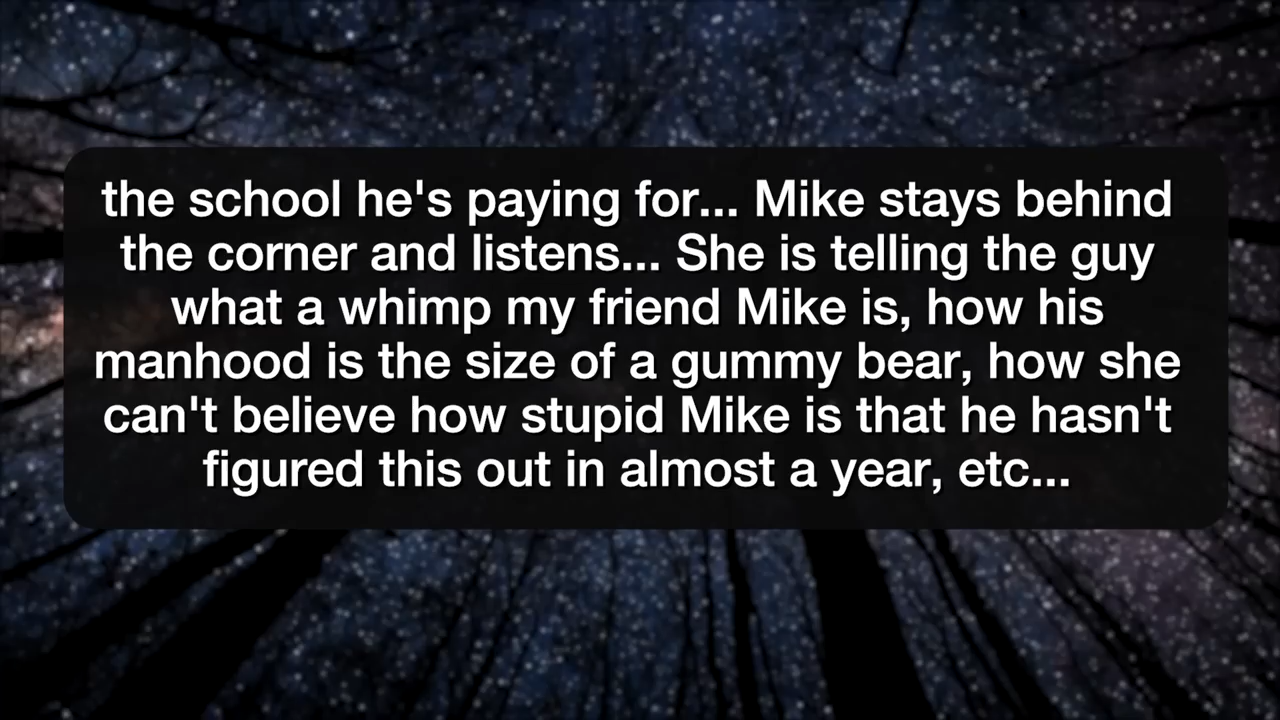 the school he's paying for... Mike stays behind
the corner and listens... She is telling the guy
what a whimp my friend Mike is, how his
manhood is the size of a gummy bear, how she
can't believe how stupid Mike is that he hasn't
figured this out in almost a year, etc...